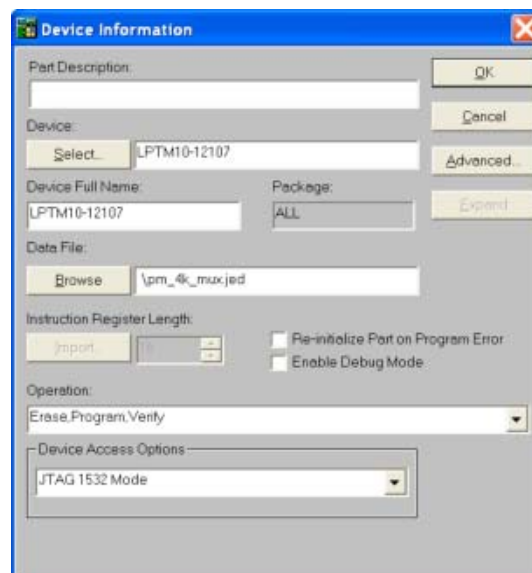 Device Information
Part Description:
OK
Device:
Cancel
Select...
LPTM10-12107
Advanced...
Device Full Name:
Package:
LPTM10-12107
ALL
Expand
Data File:
Browse
\pm_4k_mux.jed
Instruction Register Length:
Import...
Re-initialize Part on Program Error
Enable Debug Mode
Operation:
Erase,Program,Verify
Device Access Options
JTAG 1532 Mode